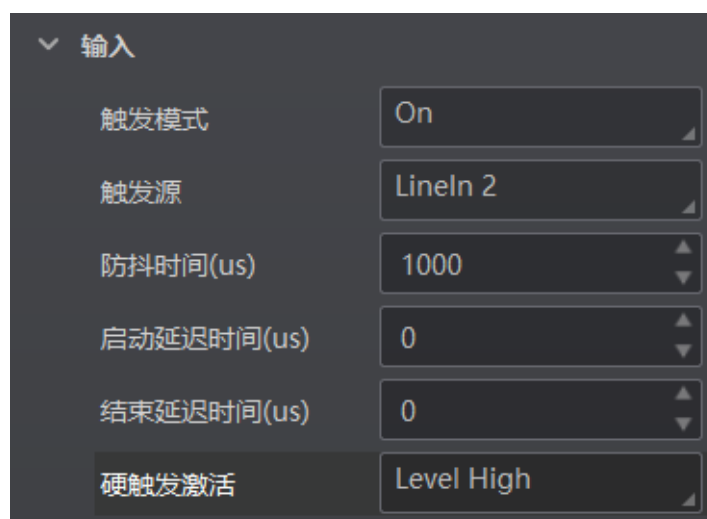 输入
触发模式 On
触发源 LineIn 2
防抖时间(us) 1000
启动延迟时间(us) 0
结束延迟时间(us) 0
硬触发激活 Level High